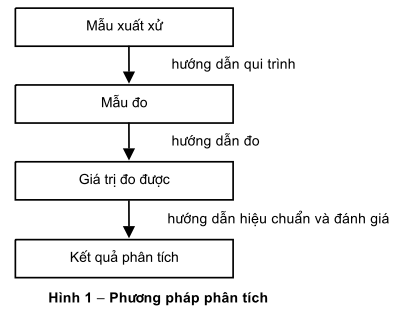 Mẫu xuất xử
hướng dẫn qui trình
Mẫu đo
hướng dẫn đo
Giá trị đo được
hướng dẫn hiệu chuẩn và đánh giá
Kết quả phân tích
Hình 1 – Phương pháp phân tích